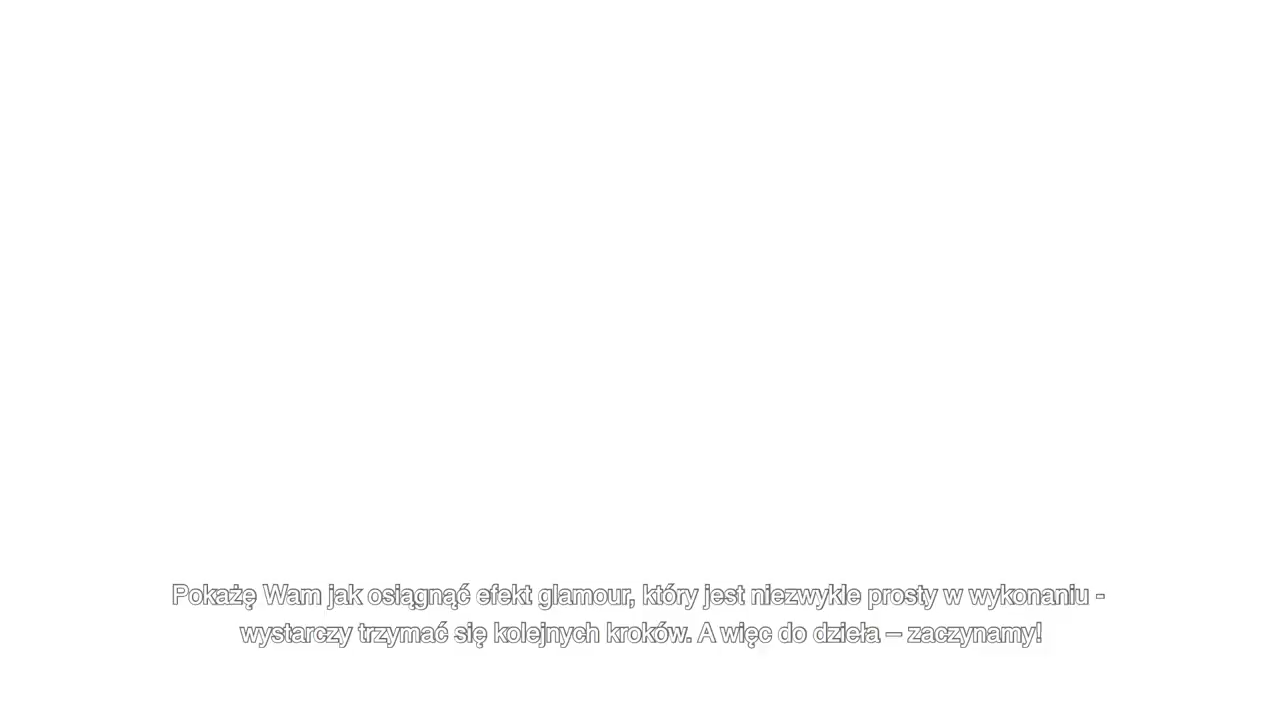 Pokażę Wam jak osiągnąć efekt glamour, który jest niezwykle prosty w wykonaniu -
wystarczy trzymać się kolejnych kroków. A więc do dzieła – zaczynamy!